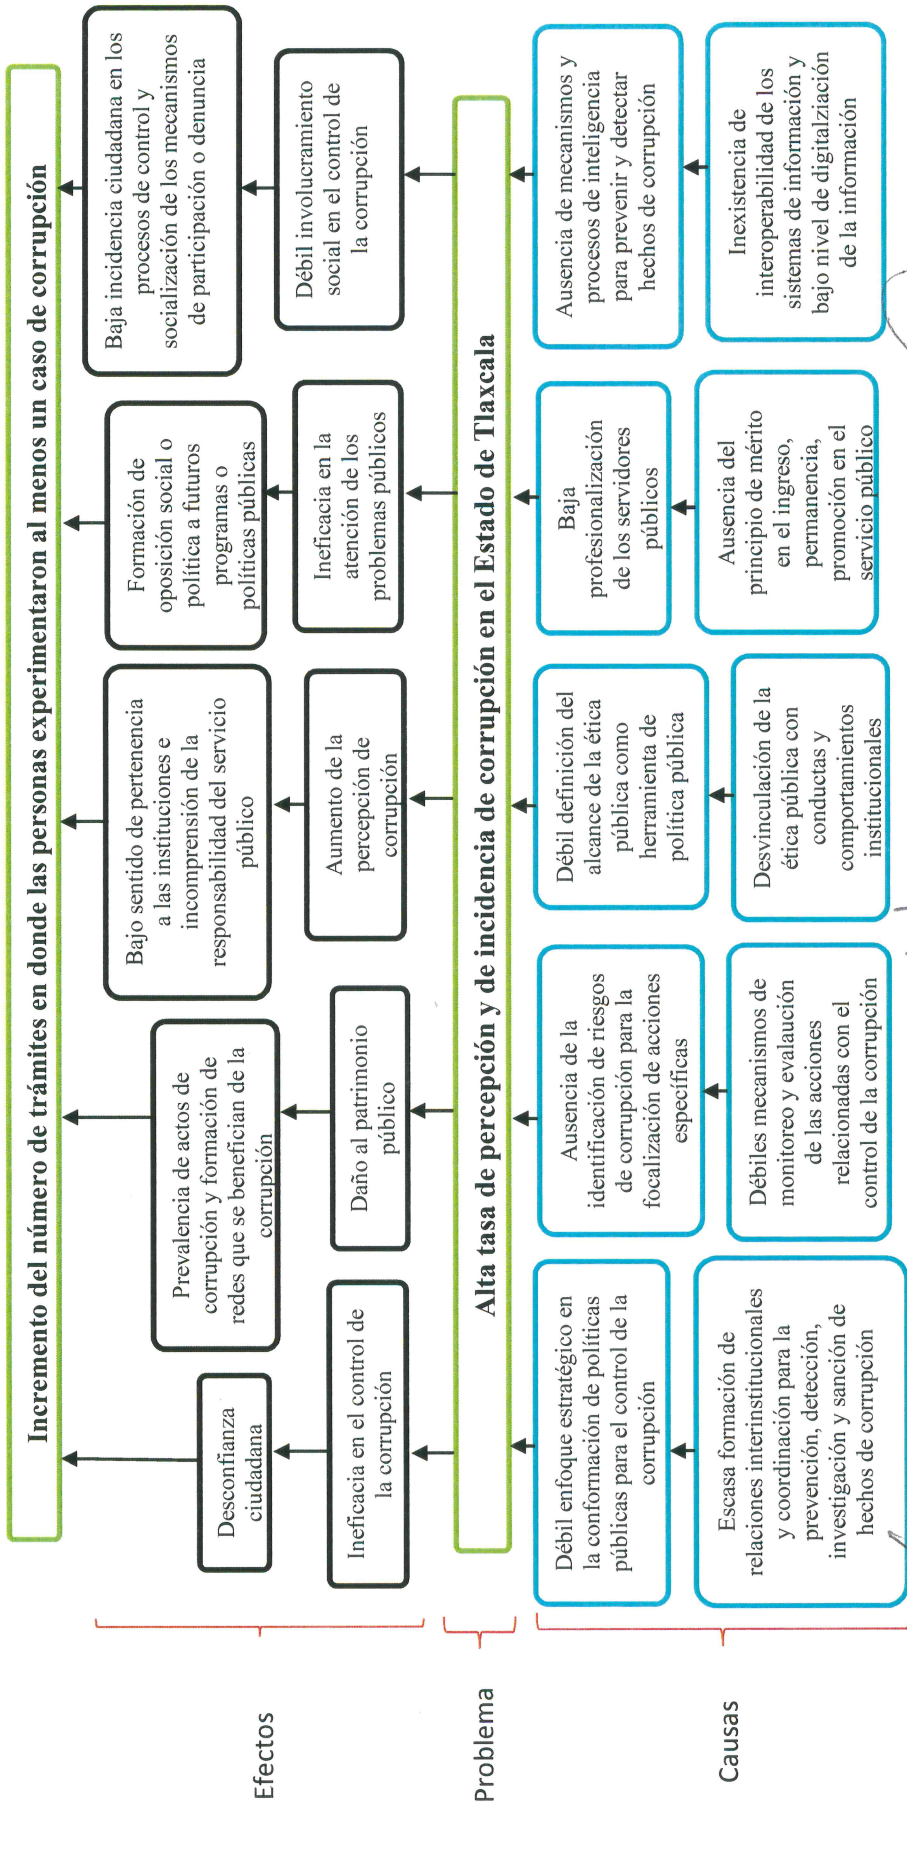 Incremento del número de trámites en donde las personas experimentaron al menos un caso de corrupción
Efectos
Desconfianza
ciudadana
Prevalencia de actos de
corrupción y formación de
redes que se benefician de la
corrupción
Bajo sentido de pertenencia
a las instituciones e
incomprensión de la
responsabilidad del servicio
público
Formación de
oposición social o
política a futuros
programas o
políticas públicas
Baja incidencia ciudadana en los
procesos de control y
socialización de los mecanismos
de participación o denuncia
Ineficacia en el control de
la corrupción
Daño al patrimonio
público
Aumento de la
percepción de
corrupción
Ineficacia en la
atención de los
problemas públicos
Débil involucramiento
social en el control de
la corrupción
Problema
Alta tasa de percepción y de incidencia de corrupción en el Estado de Tlaxcala
Causas
Débil enfoque estratégico en
la conformación de políticas
públicas para el control de la
corrupción
Ausencia de la
identificación de riesgos
de corrupción para la
focalización de acciones
específicas
Débil definición del
alcance de la ética
pública como
herramienta de
política pública
Baja
profesionalización
de los servidores
públicos
Ausencia de mecanismos y
procesos de inteligencia
para prevenir y detectar
hechos de corrupción
Escasa formación de
relaciones interinstitucionales
y coordinación para la
prevención, detección,
investigación y sanción de
hechos de corrupción
Débiles mecanismos de
monitoreo y evalaución
de las acciones
relacionadas con el
control de la corrupción
Desvinculación de la
ética pública con
conductas y
comportamientos
institucionales
Ausencia del
principio de mérito
en el ingreso,
permanencia,
promoción en el
servicio público
Inexistencia de
interoperabilidad de los
sistemas de información y
bajo nivel de digitalziación
de la información